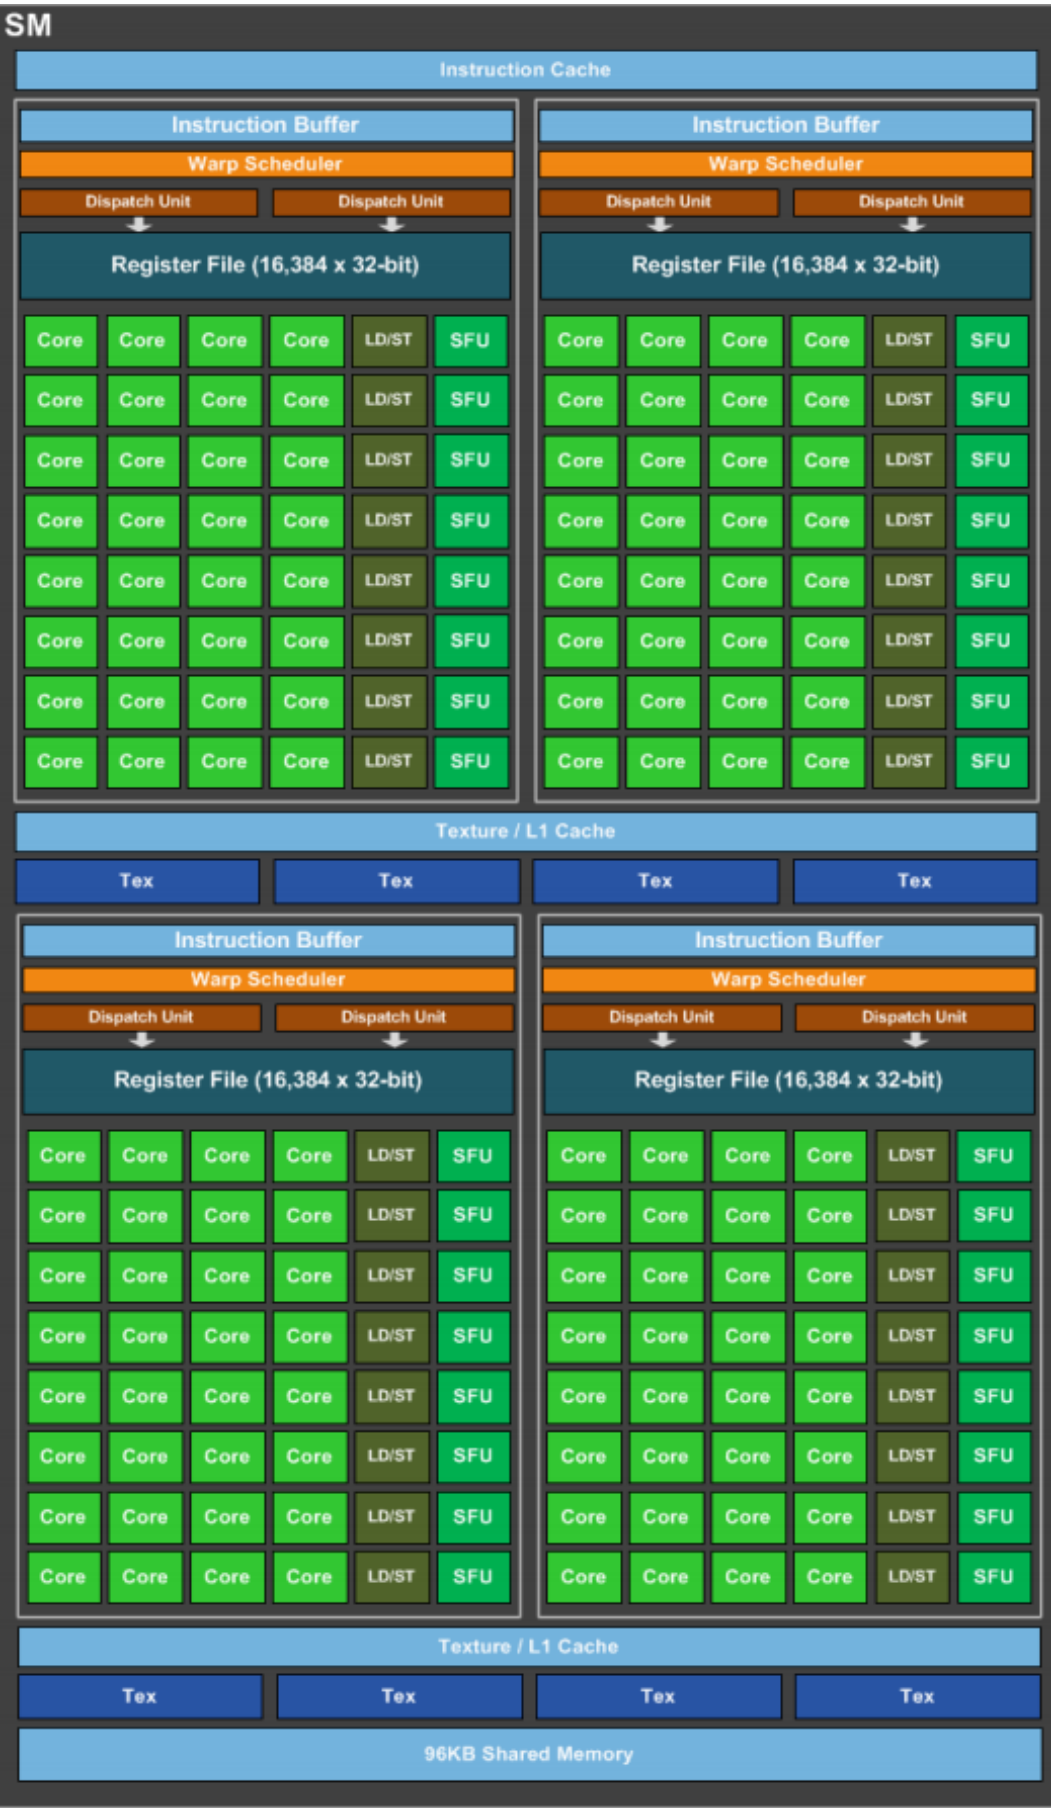 SM
Instruction Cache
Instruction Buffer Instruction Buffer
Warp Scheduler Warp Scheduler
Dispatch Unit Dispatch Unit Dispatch Unit Dispatch Unit
Register File (16,384 x 32-bit) Register File (16,384 x 32-bit)
Core Core Core Core LD/ST SFU Core Core Core Core LD/ST SFU
Core Core Core Core LD/ST SFU Core Core Core Core LD/ST SFU
Core Core Core Core LD/ST SFU Core Core Core Core LD/ST SFU
Core Core Core Core LD/ST SFU Core Core Core Core LD/ST SFU
Core Core Core Core LD/ST SFU Core Core Core Core LD/ST SFU
Core Core Core Core LD/ST SFU Core Core Core Core LD/ST SFU
Core Core Core Core LD/ST SFU Core Core Core Core LD/ST SFU
Core Core Core Core LD/ST SFU Core Core Core Core LD/ST SFU
Texture / L1 Cache
Tex Tex Tex Tex
Instruction Buffer Instruction Buffer
Warp Scheduler Warp Scheduler
Dispatch Unit Dispatch Unit Dispatch Unit Dispatch Unit
Register File (16,384 x 32-bit) Register File (16,384 x 32-bit)
Core Core Core Core LD/ST SFU Core Core Core Core LD/ST SFU
Core Core Core Core LD/ST SFU Core Core Core Core LD/ST SFU
Core Core Core Core LD/ST SFU Core Core Core Core LD/ST SFU
Core Core Core Core LD/ST SFU Core Core Core Core LD/ST SFU
Core Core Core Core LD/ST SFU Core Core Core Core LD/ST SFU
Core Core Core Core LD/ST SFU Core Core Core Core LD/ST SFU
Core Core Core Core LD/ST SFU Core Core Core Core LD/ST SFU
Core Core Core Core LD/ST SFU Core Core Core Core LD/ST SFU
Texture / L1 Cache
Tex Tex Tex Tex
96KB Shared Memory